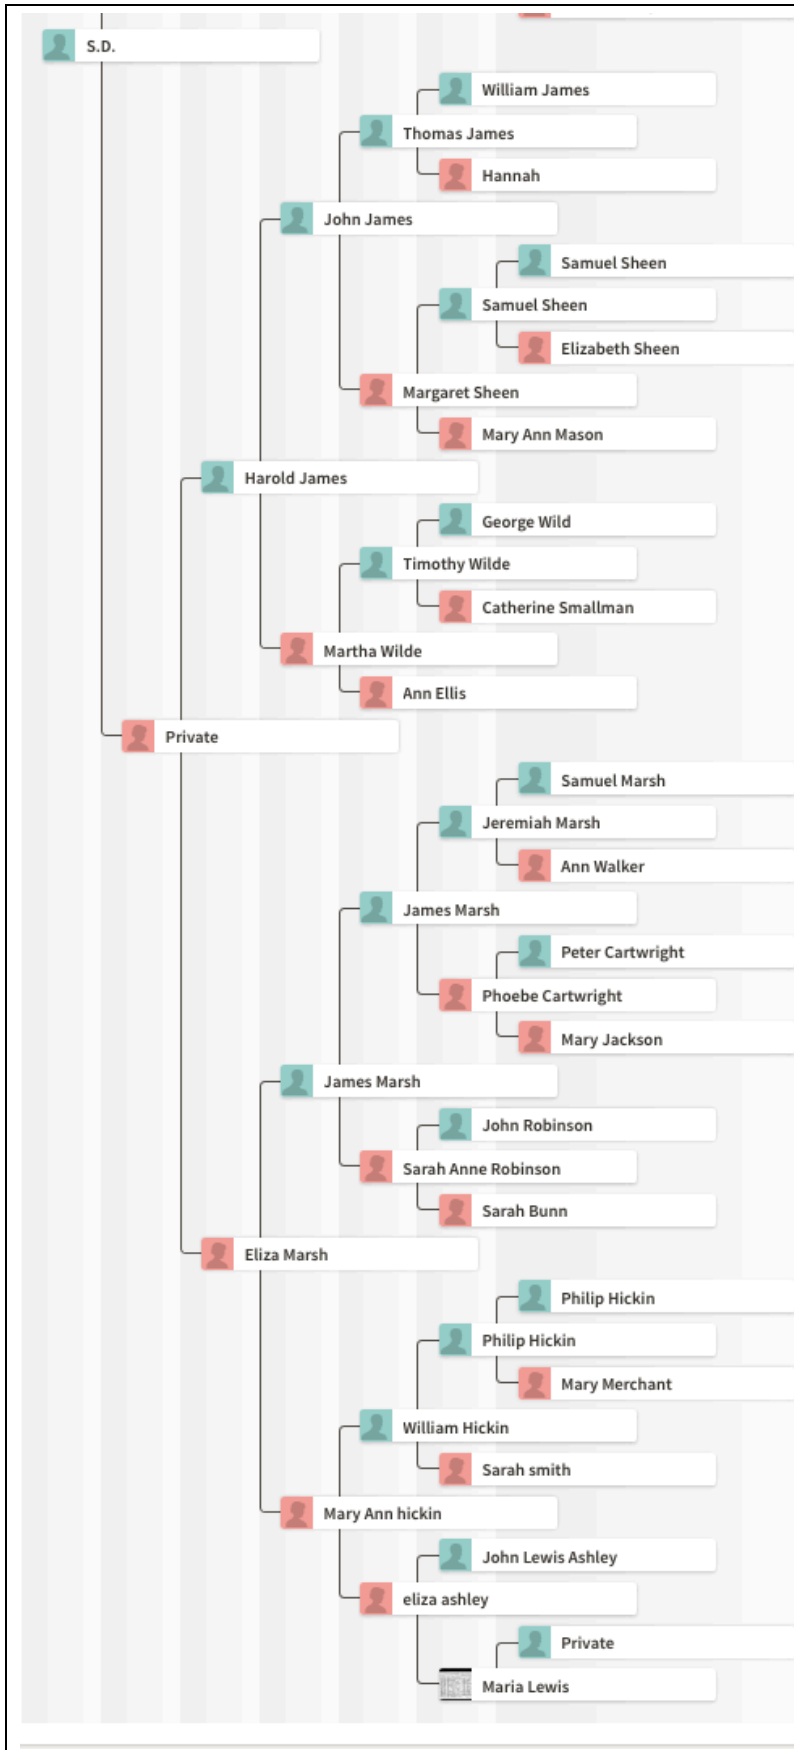 S.D.
William James
Thomas James
Hannah
John James
Samuel Sheen
Samuel Sheen
Elizabeth Sheen
Margaret Sheen
Mary Ann Mason
Harold James
George Wild
Timothy Wilde
Catherine Smallman
Martha Wilde
Ann Ellis
Private
Samuel Marsh
Jeremiah Marsh
Ann Walker
James Marsh
Peter Cartwright
Phoebe Cartwright
Mary Jackson
James Marsh
John Robinson
Sarah Anne Robinson
Sarah Bunn
Eliza Marsh
Philip Hickin
Philip Hickin
Mary Merchant
William Hickin
Sarah smith
Mary Ann hickin
John Lewis Ashley
eliza ashley
Private
Maria Lewis